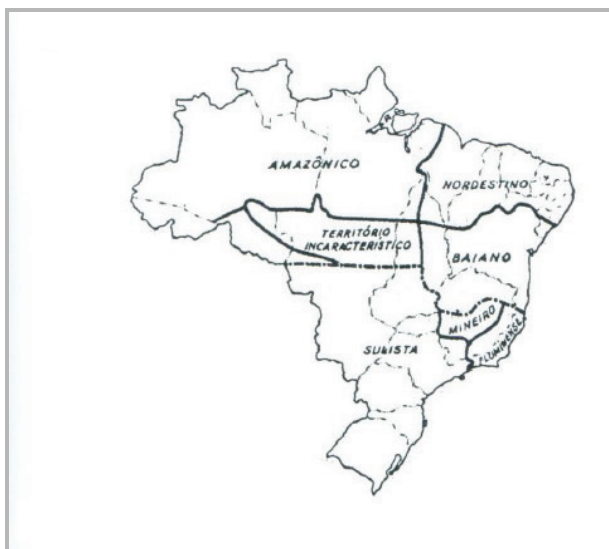 AMAZÔNICO
NORDESTINO
TERRITÓRIO
INCARACTERÍSTICO
BAIANO
MINEIRO
FLUMINENSE
SULISTA